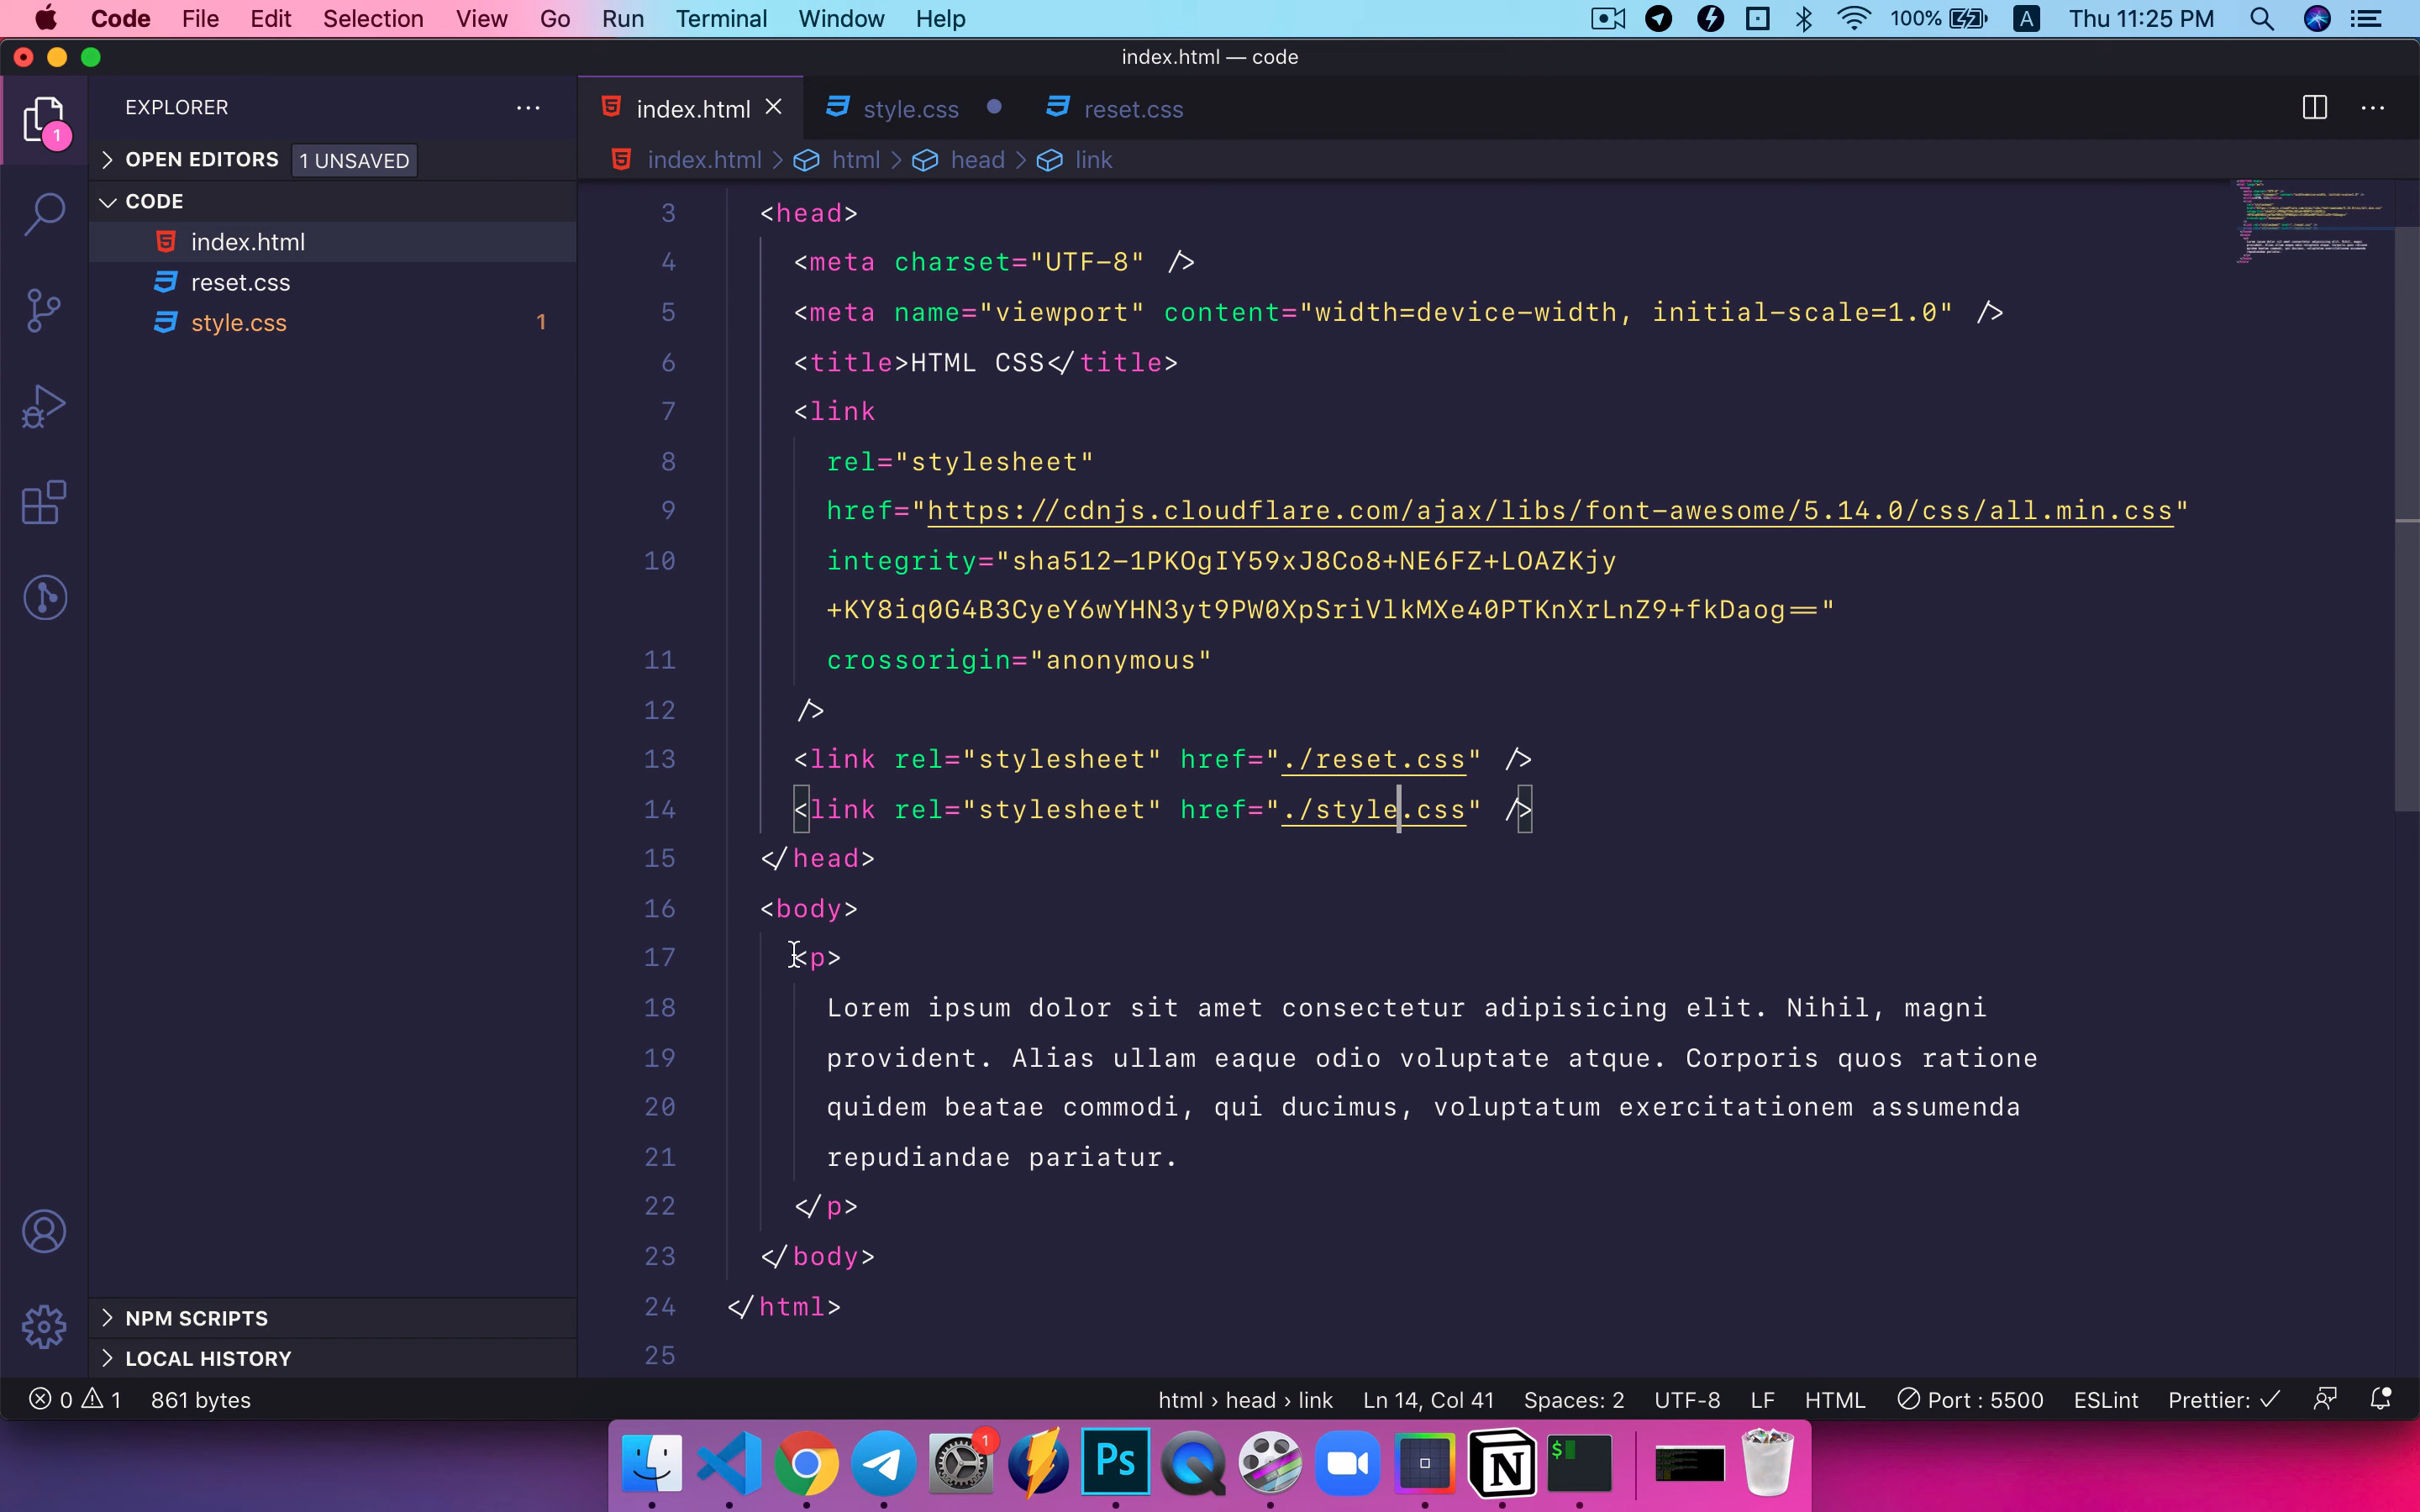 Code File Edit Selection View Go Run Terminal Window Help 100% A Thu 11:25 PM
index.html — code
EXPLORER
1
OPEN EDITORS 1 UNSAVED
CODE
index.html
reset.css
style.css 1
NPM SCRIPTS
LOCAL HISTORY
index.html style.css reset.css
index.html > html > head > link
3 <head>
4 <meta charset="UTF-8" />
5 <meta name="viewport" content="width=device-width, initial-scale=1.0" />
6 <title>HTML CSS</title>
7 <link
8 rel="stylesheet"
9 href="https://cdnjs.cloudflare.com/ajax/libs/font-awesome/5.14.0/css/all.min.css"
10 integrity="sha512-1PKOgIY59xJ8Co8+NE6FZ+LOAZKjy
+KY8iq0G4B3CyeY6wYHN3yt9PW0XpSriVlkMXe40PTKnXrLnZ9+fkDaog=="
11 crossorigin="anonymous"
12 />
13 <link rel="stylesheet" href="./reset.css" />
14 <link rel="stylesheet" href="./style.css" />
15 </head>
16 <body>
17 <p>
18 Lorem ipsum dolor sit amet consectetur adipisicing elit. Nihil, magni
19 provident. Alias ullam eaque odio voluptate atque. Corporis quos ratione
20 quidem beatae commodi, qui ducimus, voluptatum exercitationem assumenda
21 repudiandae pariatur.
22 </p>
23 </body>
24 </html>
25
0 1 861 bytes html > head > link Ln 14, Col 41 Spaces: 2 UTF-8 LF HTML Port : 5500 ESLint Prettier: ✓
1 Ps N $